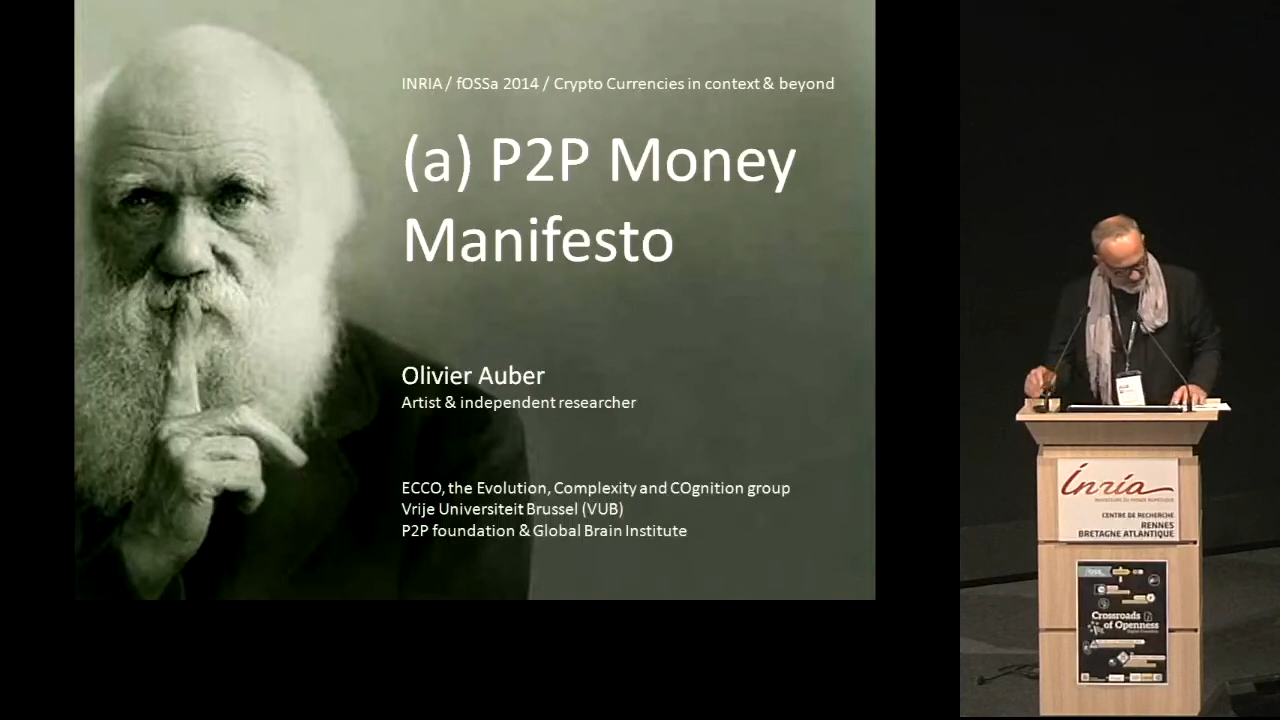 INRIA / fOSSa 2014 / Crypto Currencies in context & beyond
(a) P2P Money
Manifesto
Olivier Auber
Artist & independent researcher
ECCO, the Evolution, Complexity and COgnition group
Vrije Universiteit Brussel (VUB)
P2P foundation & Global Brain Institute
Inria
CENTRE DE RECHERCHE
RENNES
BRETAGNE ATLANTIQUE
Crossroads
of Openness